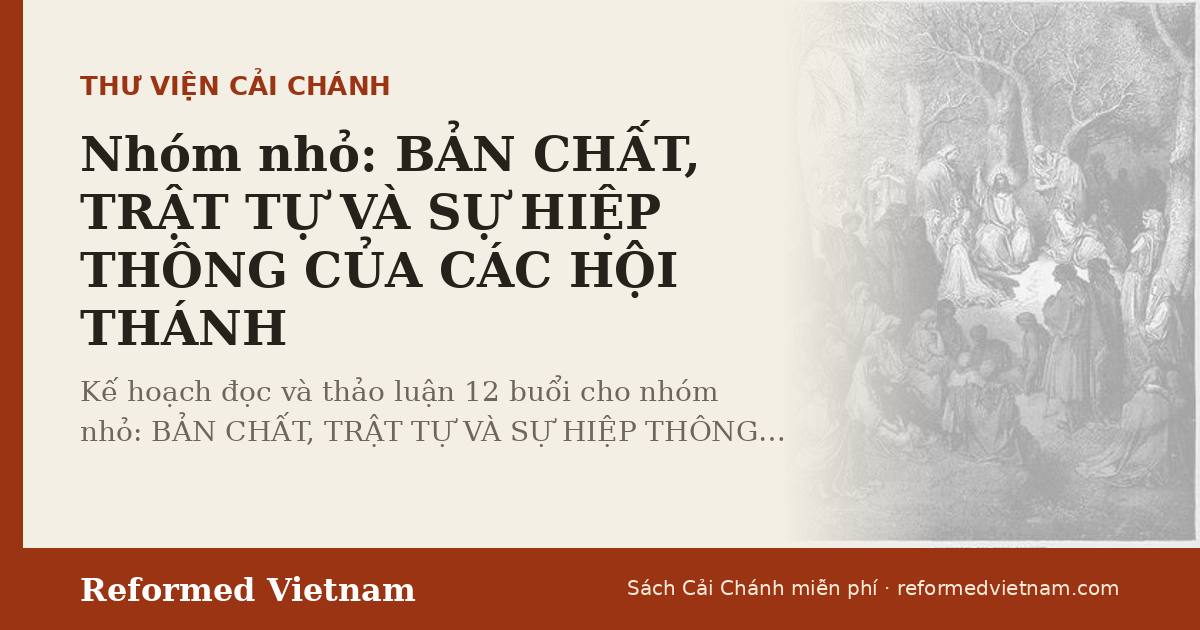 THƯ VIỆN CẢI CHÁNH
Nhóm nhỏ: BẢN CHẤT,
TRẬT TỰ VÀ SỰ HIỆP
THÔNG CỦA CÁC HỘI
THÁNH
Kế hoạch đọc và thảo luận 12 buổi cho nhóm
nhỏ: BẢN CHẤT, TRẬT TỰ VÀ SỰ HIỆP THÔNG...
Reformed Vietnam
Sách Cải Chánh miễn phí · reformedvietnam.com